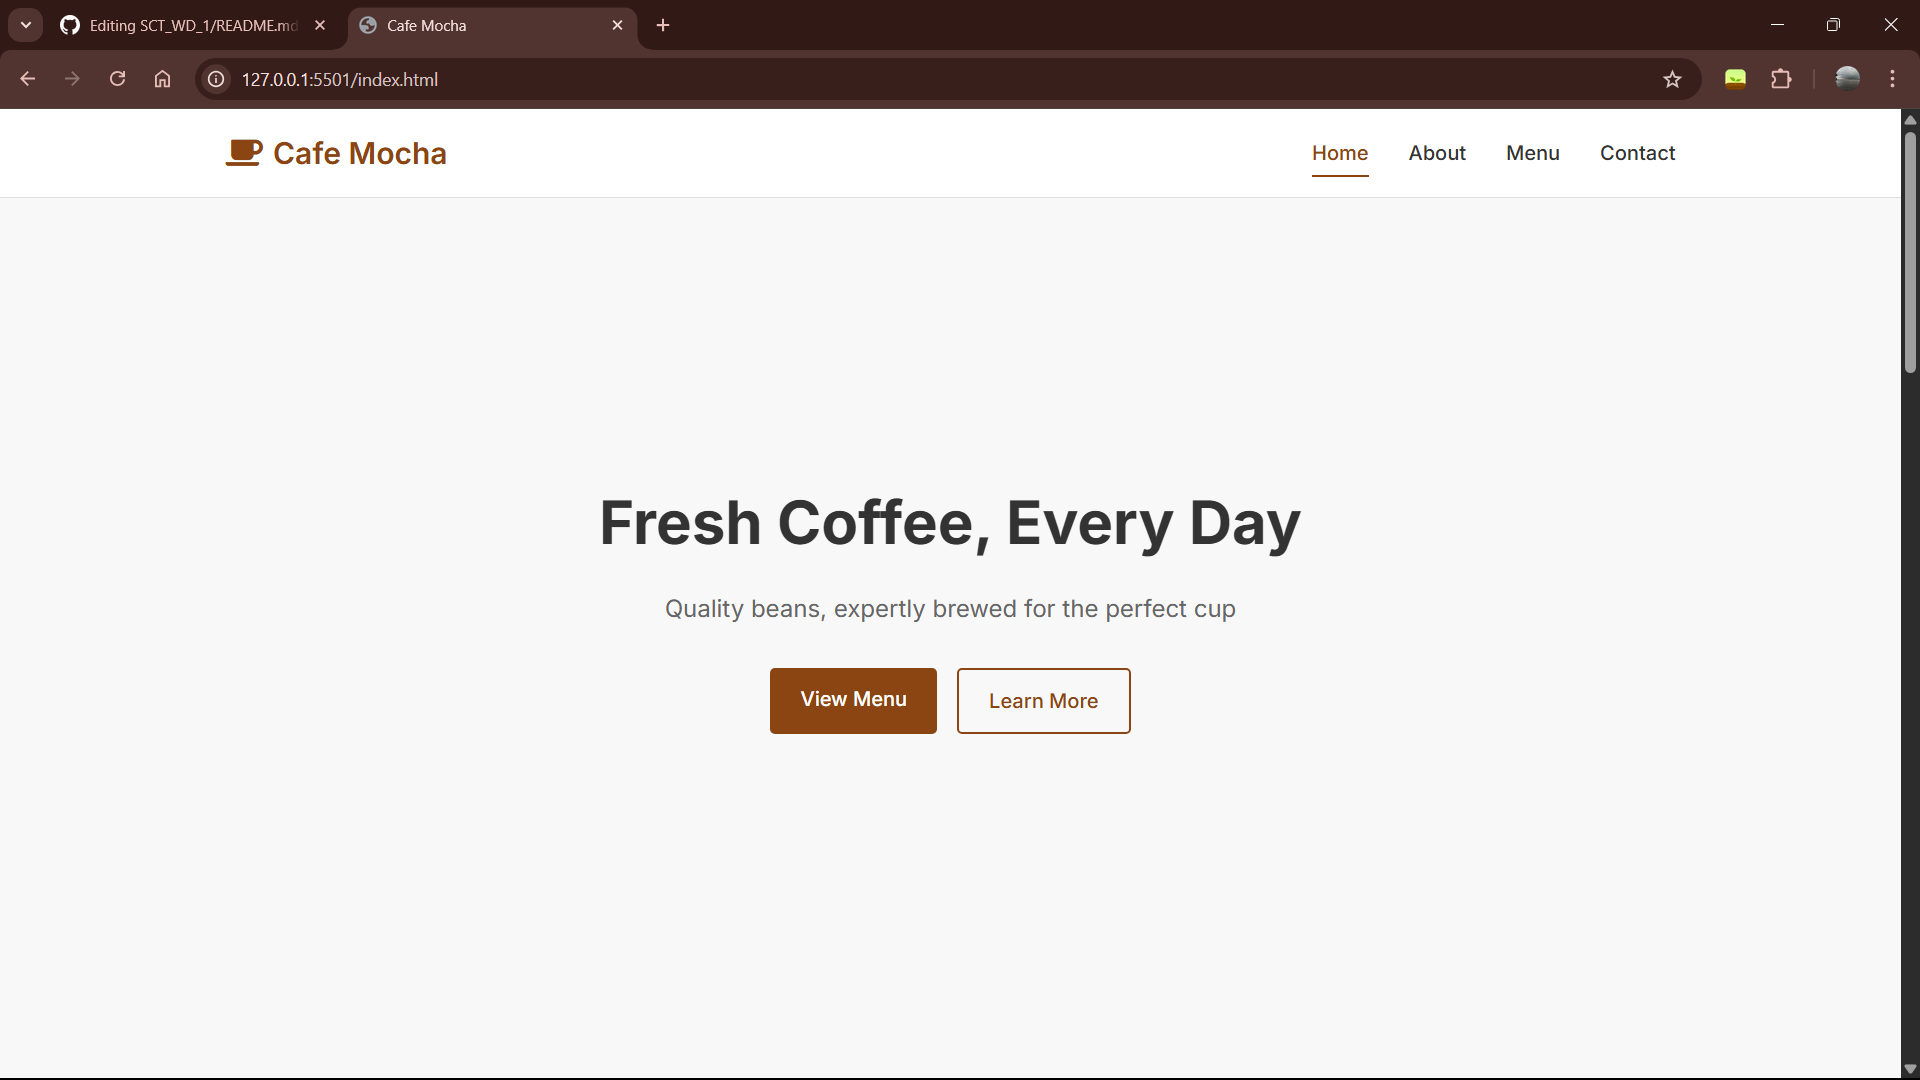 Editing SCT_WD_1/README.md
Cafe Mocha
127.0.0.1:5501/index.html
Cafe Mocha
Home
About
Menu
Contact
Fresh Coffee, Every Day
Quality beans, expertly brewed for the perfect cup
View Menu
Learn More